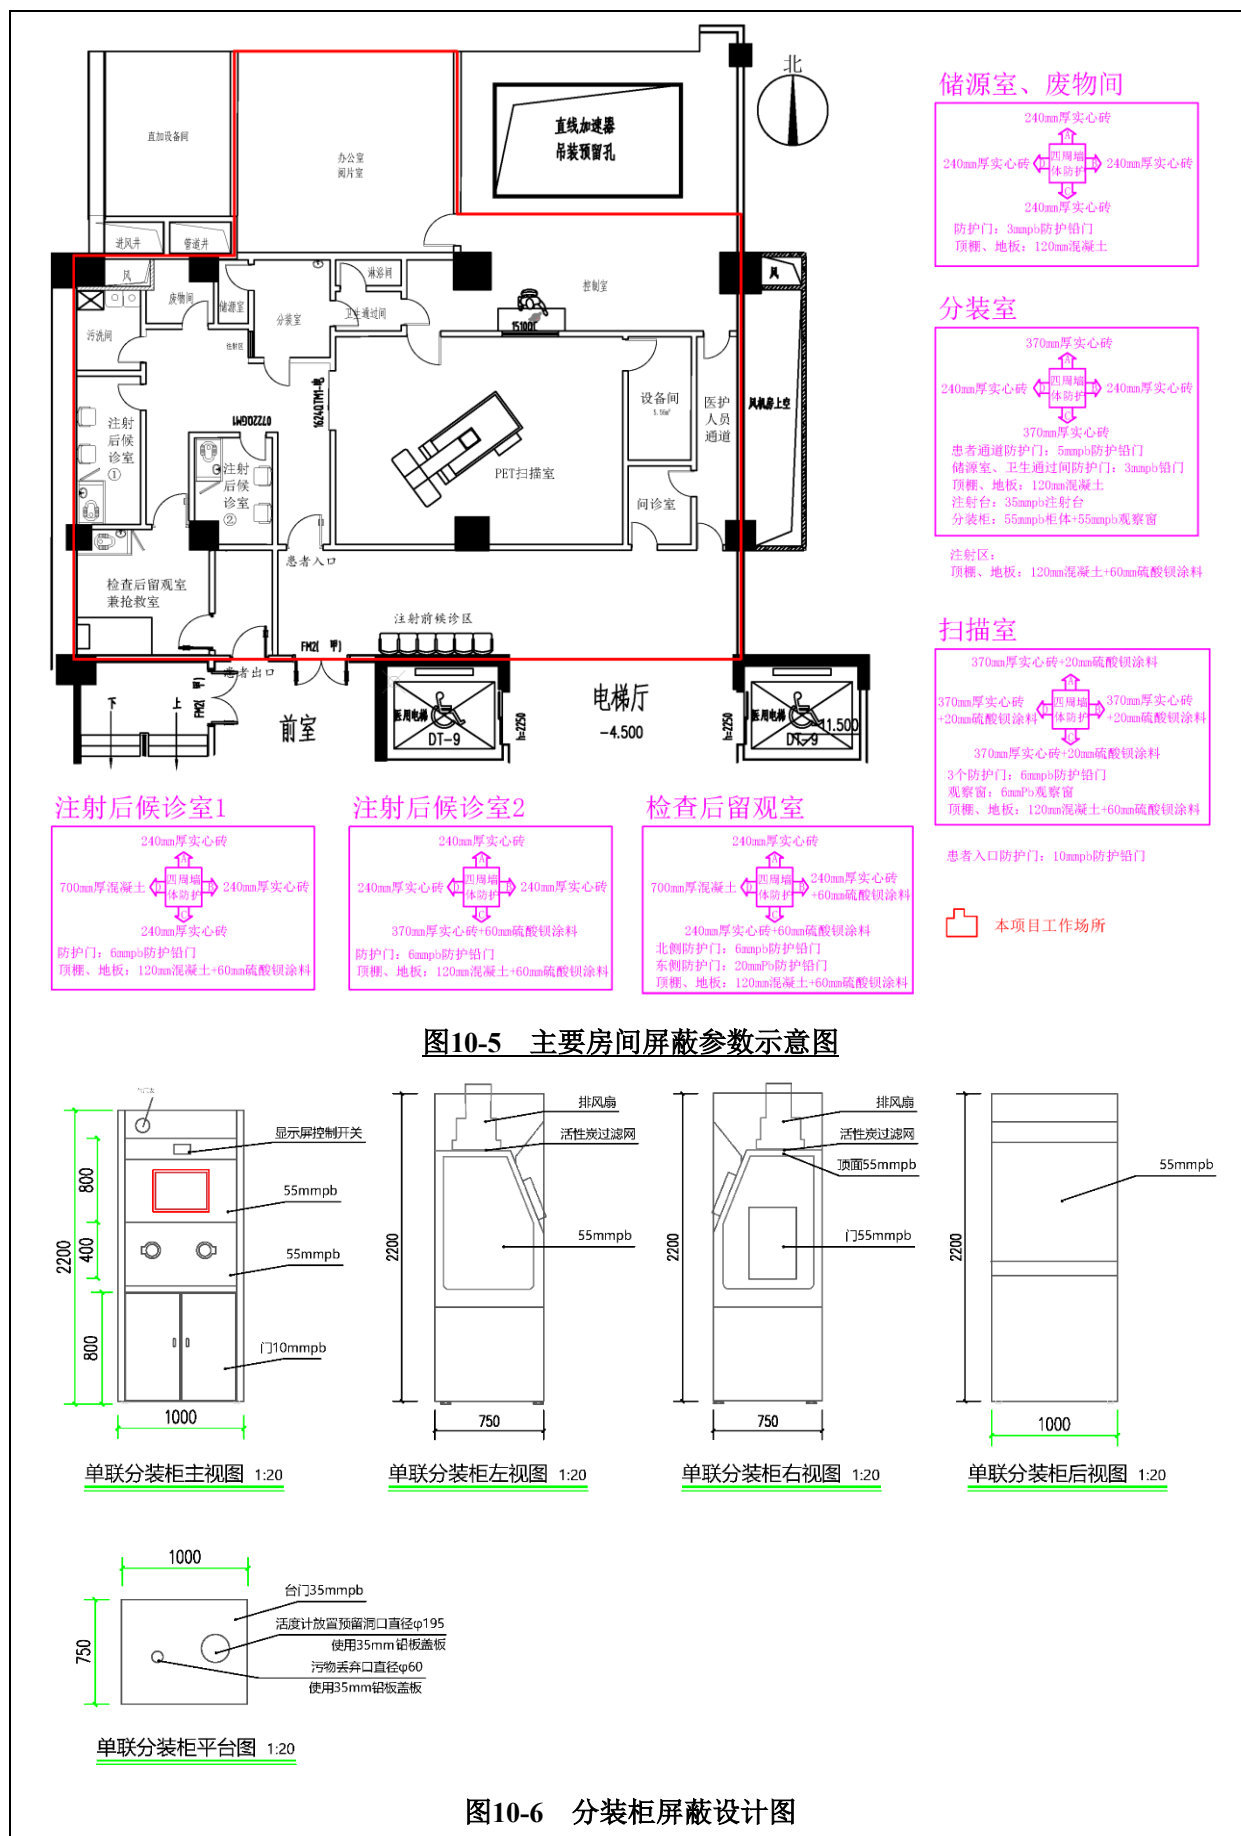 北
直加设备间
办公室
阅片室
直线加速器
吊装预留孔
进风井
管道井
风
废物间
储源室
分装室
淋浴间
卫生通过间
控制室
风
污洗间
注射区
1510QC
1624QTM1-电
0722QGM1
注射
后候
诊室
①
注射
后候
诊室
②
PET扫描室
设备间
5.56m²
医护
人员
通道
风机房上空
问诊室
患者入口
检查后留观室
兼抢救室
注射前候诊区
FM2(甲)
患者出口
FM2(甲)
下
上
前室
医用电梯
DT-9
h=2250
电梯厅
-4.500
h=2250
医用电梯
DT-9
-11.500
储源室、废物间
240mm厚实心砖
A
240mm厚实心砖
D
四周墙
体防护
B
240mm厚实心砖
C
240mm厚实心砖
防护门：3mmpb防护铅门
顶棚、地板：120mm混凝土
分装室
370mm厚实心砖
A
240mm厚实心砖
D
四周墙
体防护
B
240mm厚实心砖
C
370mm厚实心砖
患者通道防护门：5mmpb防护铅门
储源室、卫生通过间防护门：3mmpb铅门
顶棚、地板：120mm混凝土
注射台：35mmpb注射台
分装柜：55mmpb柜体+55mmpb观察窗
注射区：
顶棚、地板：120mm混凝土+60mm硫酸钡涂料
扫描室
370mm厚实心砖+20mm硫酸钡涂料
A
370mm厚实心砖
+20mm硫酸钡涂料
D
四周墙
体防护
B
370mm厚实心砖
+20mm硫酸钡涂料
C
370mm厚实心砖+20mm硫酸钡涂料
3个防护门：6mmpb防护铅门
观察窗：6mmPb观察窗
顶棚、地板：120mm混凝土+60mm硫酸钡涂料
患者入口防护门：10mmpb防护铅门
本项目工作场所
注射后候诊室1
240mm厚实心砖
A
700mm厚混凝土
D
四周墙
体防护
B
240mm厚实心砖
C
240mm厚实心砖
防护门：6mmpb防护铅门
顶棚、地板：120mm混凝土+60mm硫酸钡涂料
注射后候诊室2
240mm厚实心砖
A
240mm厚实心砖
D
四周墙
体防护
B
240mm厚实心砖
C
370mm厚实心砖+60mm硫酸钡涂料
防护门：6mmpb防护铅门
顶棚、地板：120mm混凝土+60mm硫酸钡涂料
检查后留观室
240mm厚实心砖
A
700mm厚混凝土
D
四周墙
体防护
B
240mm厚实心砖
+60mm硫酸钡涂料
C
240mm厚实心砖+60mm硫酸钡涂料
北侧防护门：6mmpb防护铅门
东侧防护门：20mmPb防护铅门
顶棚、地板：120mm混凝土+60mm硫酸钡涂料
图10-5 主要房间屏蔽参数示意图
显示屏控制开关
55mmpb
55mmpb
门10mmpb
2200
800
400
800
1000
单联分装柜主视图 1:20
排风扇
活性炭过滤网
55mmpb
2200
750
单联分装柜左视图 1:20
排风扇
活性炭过滤网
顶面55mmpb
门55mmpb
2200
750
单联分装柜右视图 1:20
55mmpb
2200
1000
单联分装柜后视图 1:20
1000
750
台门35mmpb
活度计放置预留洞口直径φ195
使用35mm铅板盖板
污物丢弃口直径φ60
使用35mm铅板盖板
单联分装柜平台图 1:20
图10-6 分装柜屏蔽设计图